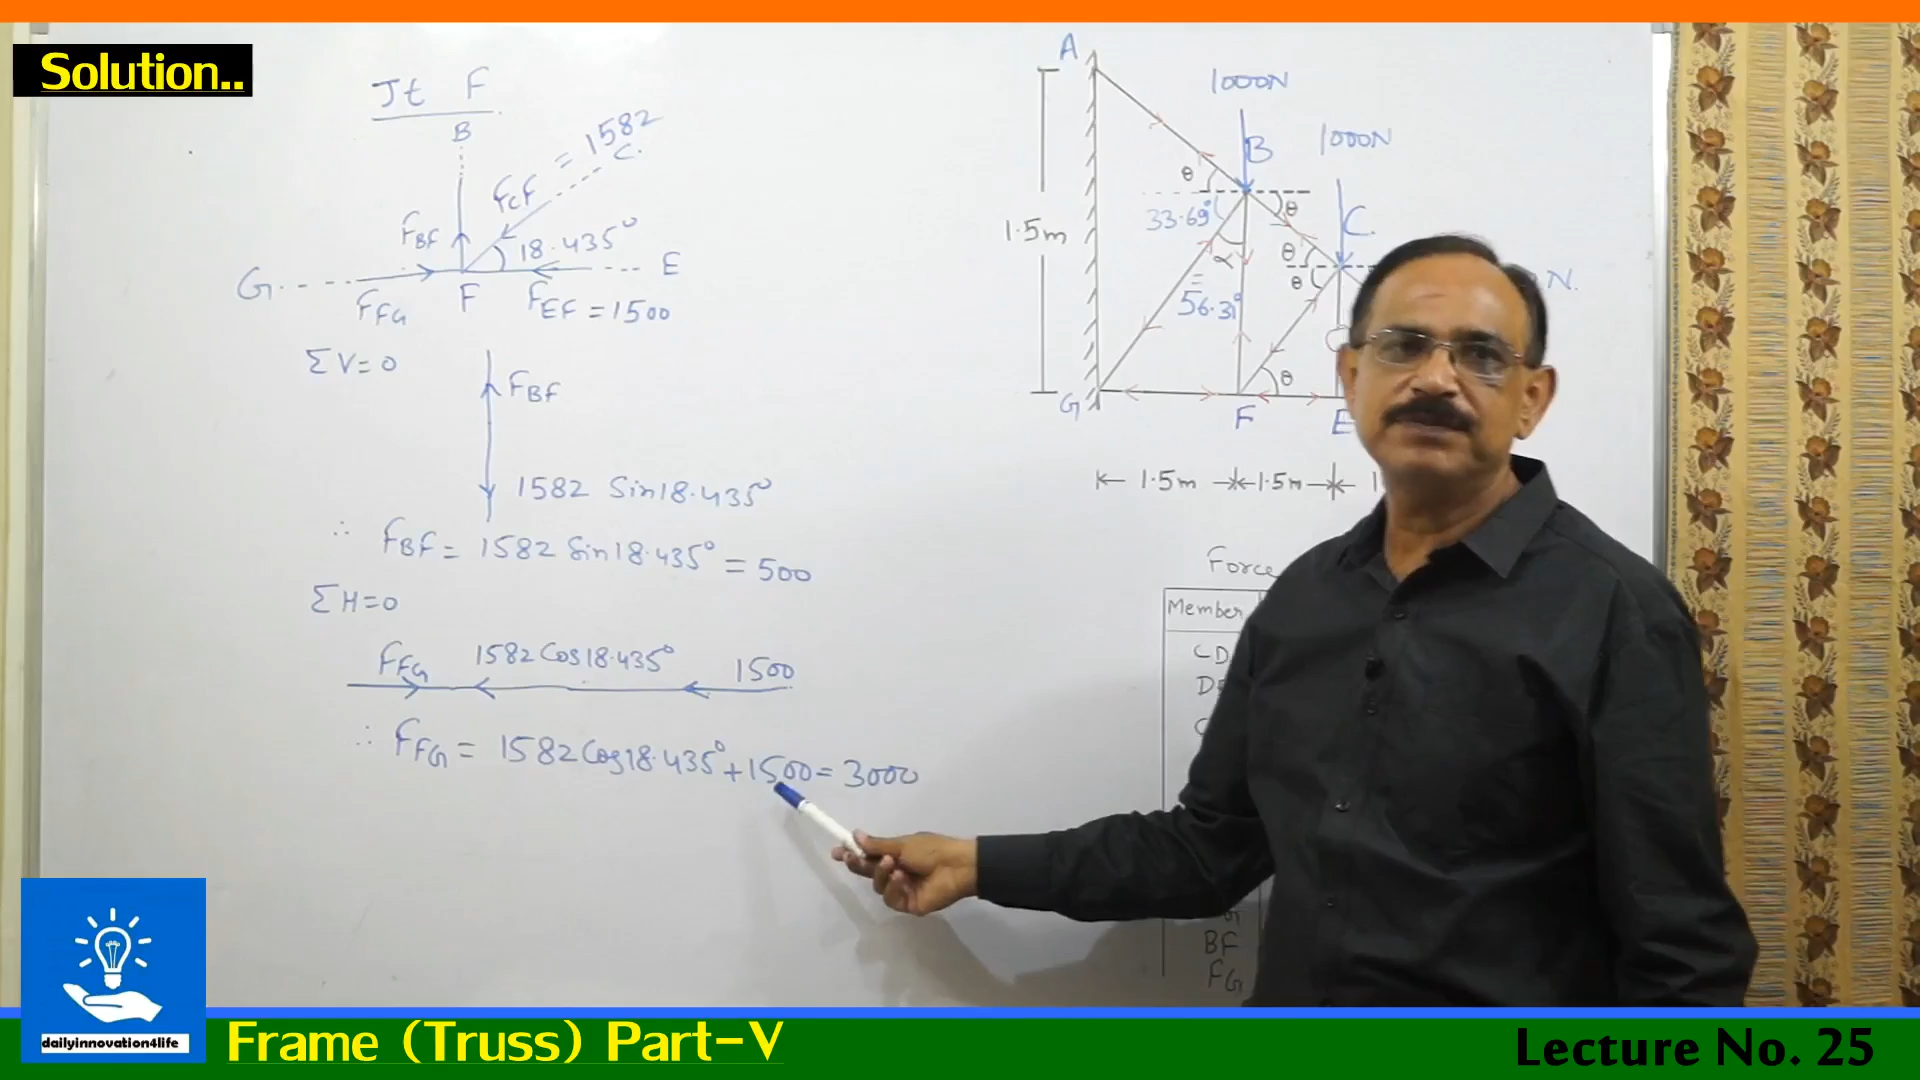 Solution..
Jt F
B
= 1582
C.
FCF
FBF
18.435°
G
E
FFG
F
FEF = 1500
ΣV=0
FBF
1582 Sin18.435°
∴ FBF = 1582 Sin18.435° = 500
ΣH=0
FFG
1582 Cos18.435°
1500
∴ FFG = 1582 Cos18.435° + 1500 = 3000
A
1000N
B
1000N
θ
θ
33.69°
C.
1.5m
θ
α
θ
N.
=
56.31°
θ
G
F
E
1.5m
1.5m
Force
Member
CD
BF
FG
dailyinnovation4life
Frame (Truss) Part-V
Lecture No. 25